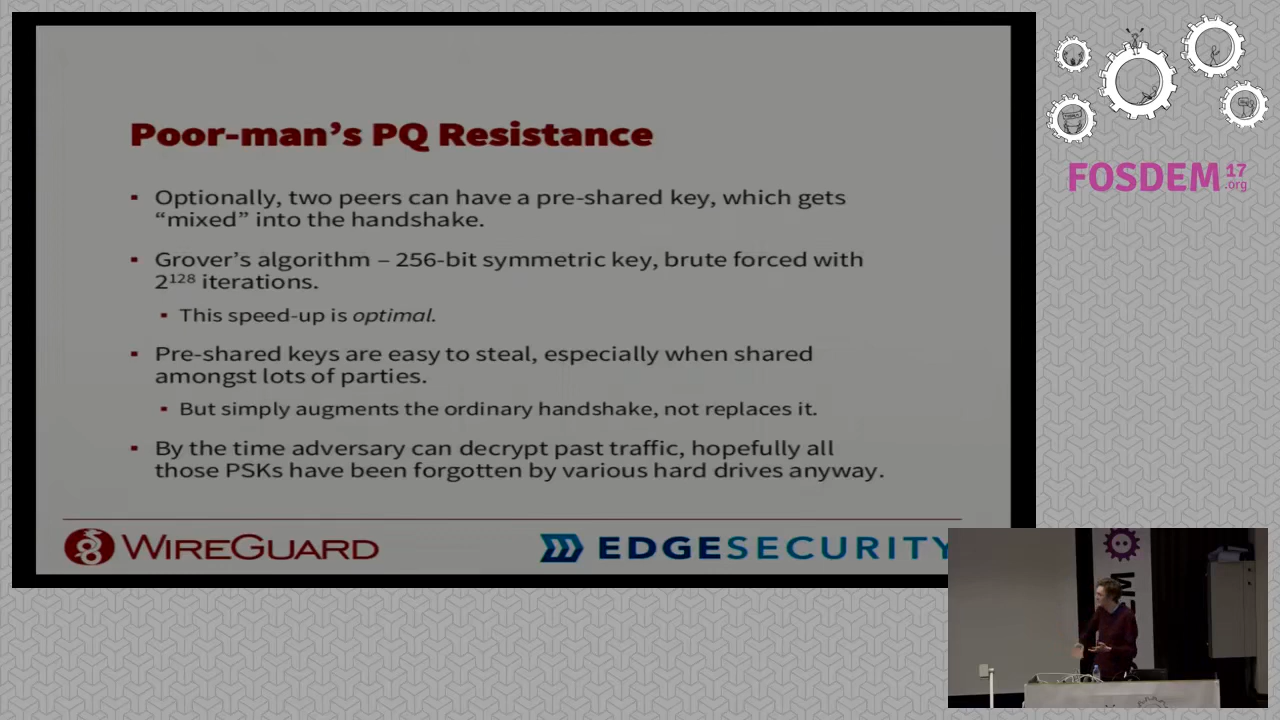 Poor-man’s PQ Resistance
▪ Optionally, two peers can have a pre-shared key, which gets
“mixed” into the handshake.
▪ Grover’s algorithm – 256-bit symmetric key, brute forced with
2¹²⁸ iterations.
▪ This speed-up is optimal.
▪ Pre-shared keys are easy to steal, especially when shared
amongst lots of parties.
▪ But simply augments the ordinary handshake, not replaces it.
▪ By the time adversary can decrypt past traffic, hopefully all
those PSKs have been forgotten by various hard drives anyway.
WIREGUARD
EDGESECURITY
FOSDEM 17
.org